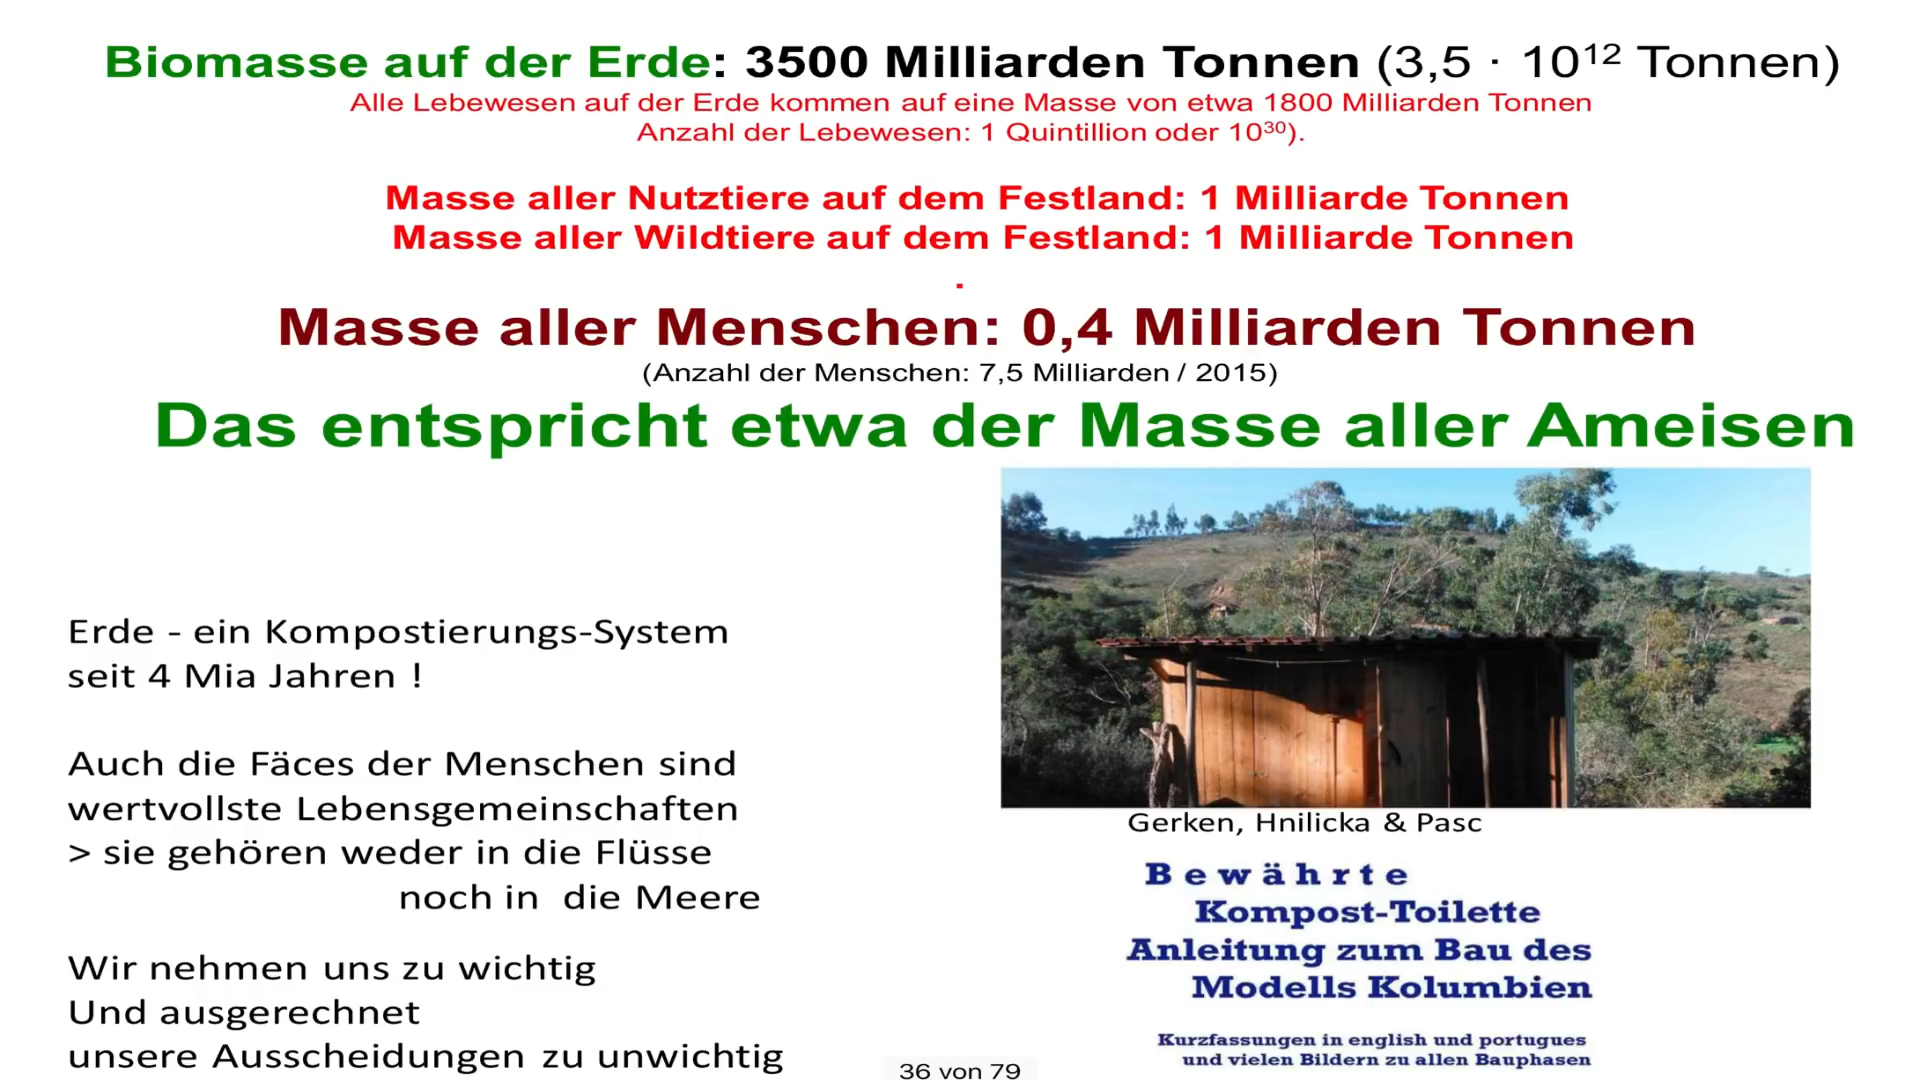 Biomasse auf der Erde: 3500 Milliarden Tonnen (3,5 · 10¹² Tonnen)
Alle Lebewesen auf der Erde kommen auf eine Masse von etwa 1800 Milliarden Tonnen
Anzahl der Lebewesen: 1 Quintillion oder 10³⁰).
Masse aller Nutztiere auf dem Festland: 1 Milliarde Tonnen
Masse aller Wildtiere auf dem Festland: 1 Milliarde Tonnen
.
Masse aller Menschen: 0,4 Milliarden Tonnen
(Anzahl der Menschen: 7,5 Milliarden / 2015)
Das entspricht etwa der Masse aller Ameisen
Erde - ein Kompostierungs-System
seit 4 Mia Jahren !
Auch die Fäces der Menschen sind
wertvollste Lebensgemeinschaften
> sie gehören weder in die Flüsse
noch in die Meere
Wir nehmen uns zu wichtig
Und ausgerechnet
unsere Ausscheidungen zu unwichtig
Gerken, Hnilicka & Pasc
Bewährte
Kompost-Toilette
Anleitung zum Bau des
Modells Kolumbien
Kurzfassungen in english und portugues
und vielen Bildern zu allen Bauphasen
36 von 79